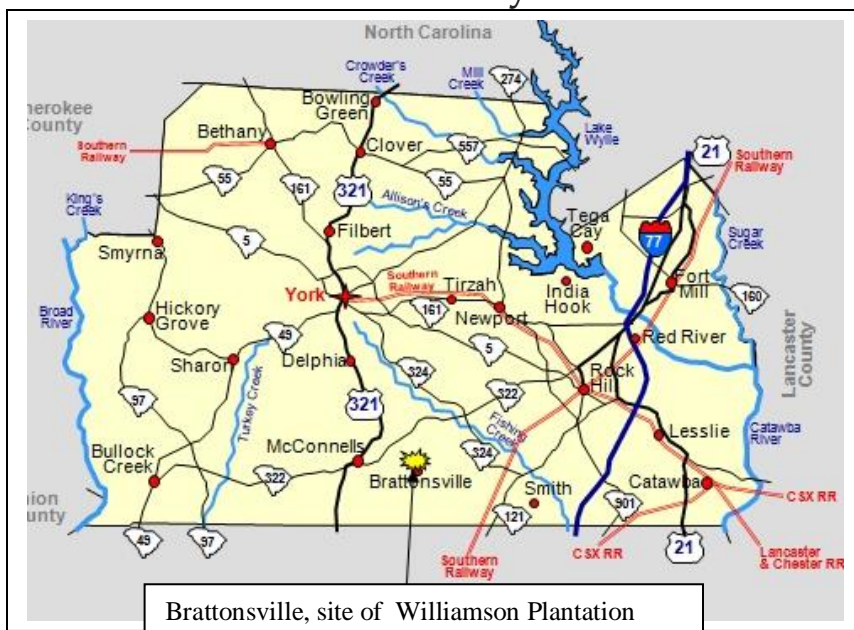 North Carolina
Crowder's
Creek
Mill
Creek
274
Bowling
Green
herokee
County
Bethany
Southern
Railway
Clover
557
Lake
Wylie
21
Southern
Railway
55
161
321
55
King's
Creek
Allison's Creek
Tega
Cay
77
Sugar
Creek
Smyrna
5
Filbert
York
Southern
Railway
Tirzah
161
Newport
India
Hook
Fort
Mill
160
Broad
River
Hickory
Grove
49
Red River
Sharon
Delphia
324
5
322
Rock
Hill
Lancaster
County
97
Turkey Creek
321
Fishing
Creek
Catawba
River
Lesslie
Bullock
Creek
McConnells
322
Brattonsville
324
Smith
Catawba
CSX RR
nion
ounty
49
97
121
901
Southern
Railway
CSX RR
21
Lancaster
& Chester RR
Brattonsville, site of Williamson Plantation